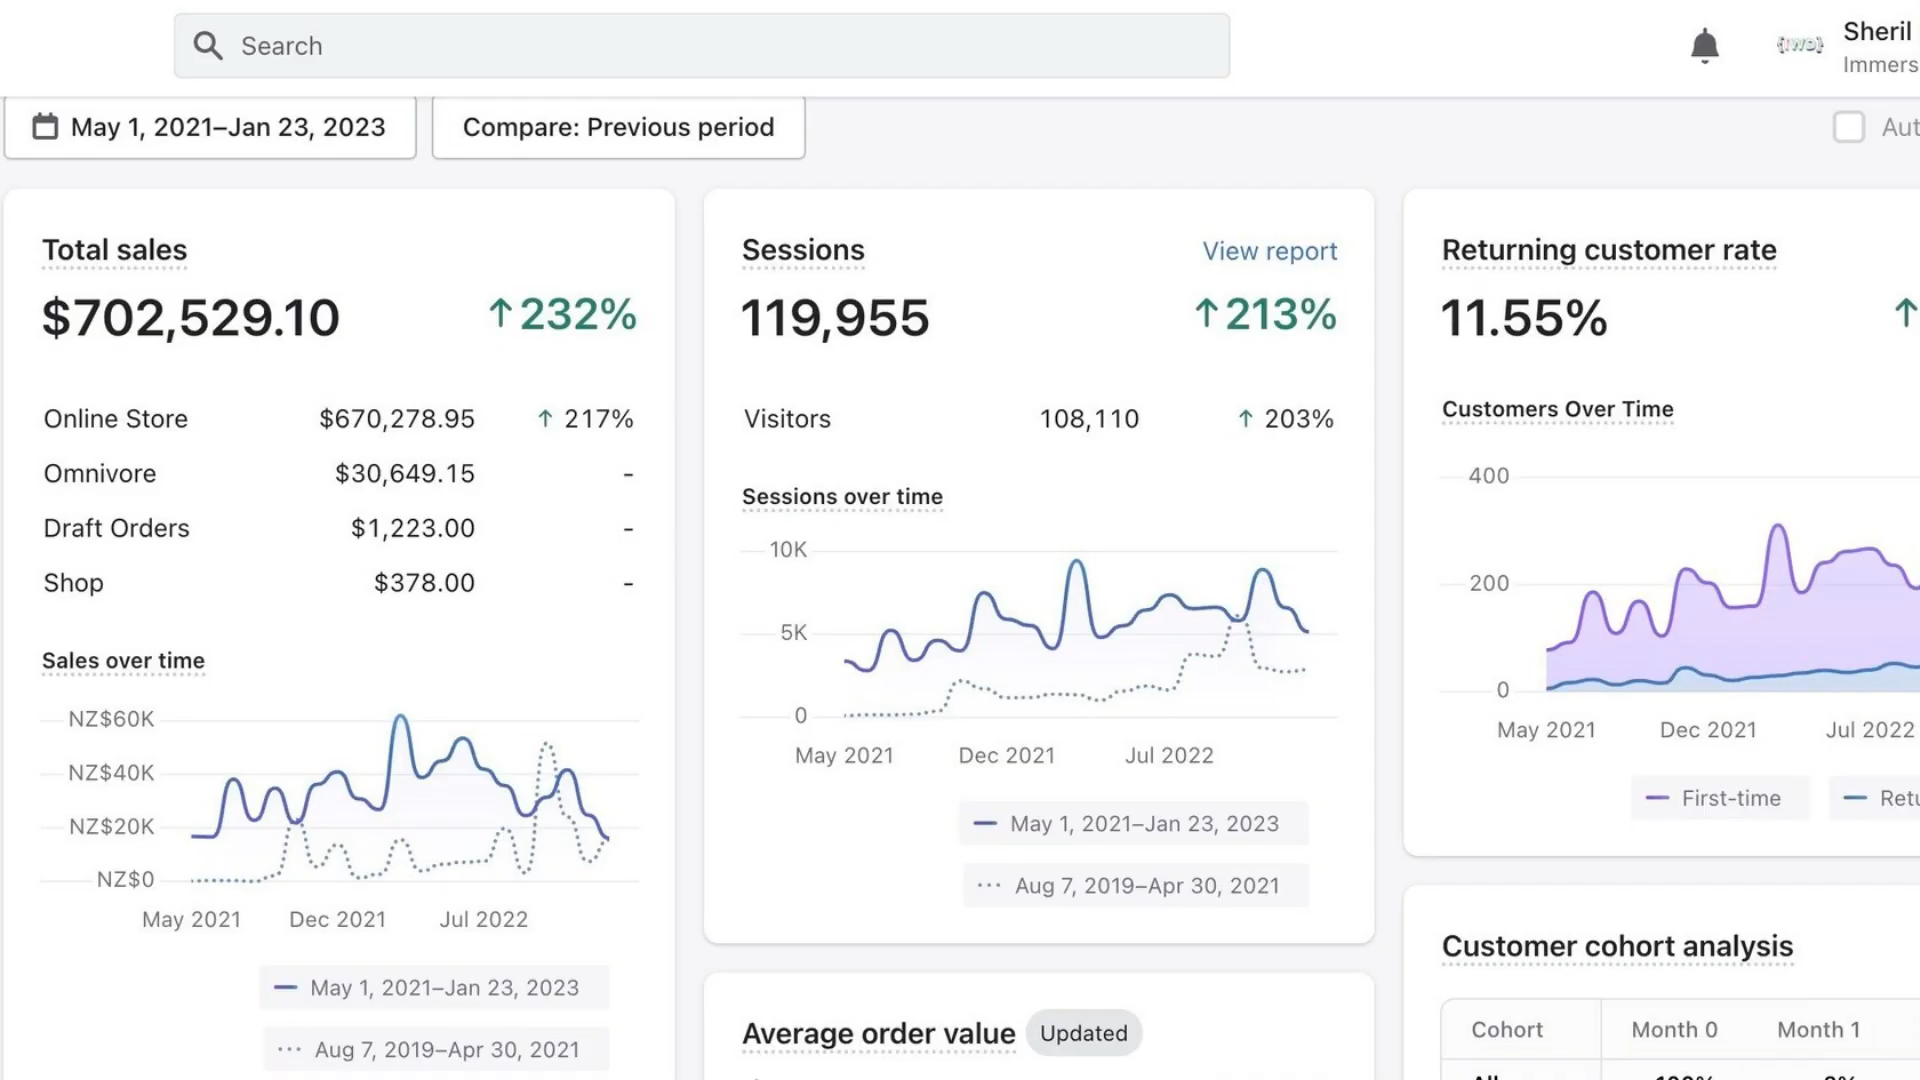 Search
Sheril
Immers
May 1, 2021–Jan 23, 2023
Compare: Previous period
Aut
Total sales
$702,529.10
↑232%
Online Store $670,278.95 ↑ 217%
Omnivore $30,649.15 -
Draft Orders $1,223.00 -
Shop $378.00 -
Sales over time
NZ$60K
NZ$40K
NZ$20K
NZ$0
May 2021 Dec 2021 Jul 2022
May 1, 2021–Jan 23, 2023
Aug 7, 2019–Apr 30, 2021
Sessions
View report
119,955
↑213%
Visitors 108,110 ↑ 203%
Sessions over time
10K
5K
0
May 2021 Dec 2021 Jul 2022
May 1, 2021–Jan 23, 2023
Aug 7, 2019–Apr 30, 2021
Average order value
Updated
Returning customer rate
11.55%
↑
Customers Over Time
400
200
0
May 2021 Dec 2021 Jul 2022
First-time
Retu
Customer cohort analysis
Cohort Month 0 Month 1